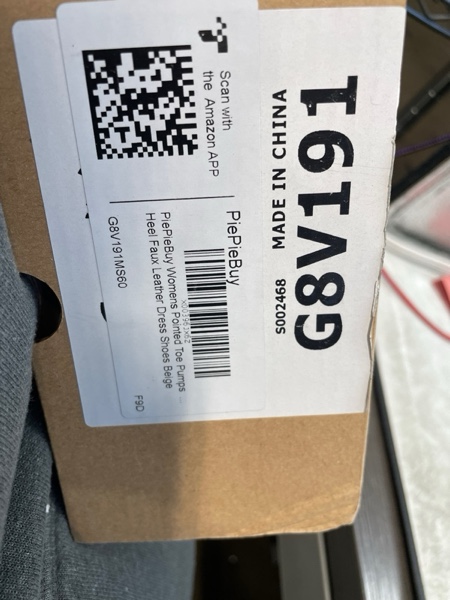 G8V191
S002468 MADE IN CHINA
Scan with
the Amazon APP
PiePieBuy
PiePieBuy Womens Pointed Toe Pumps
Heel Faux Leather Dress Shoes Beige
G8V191MS60
F9D